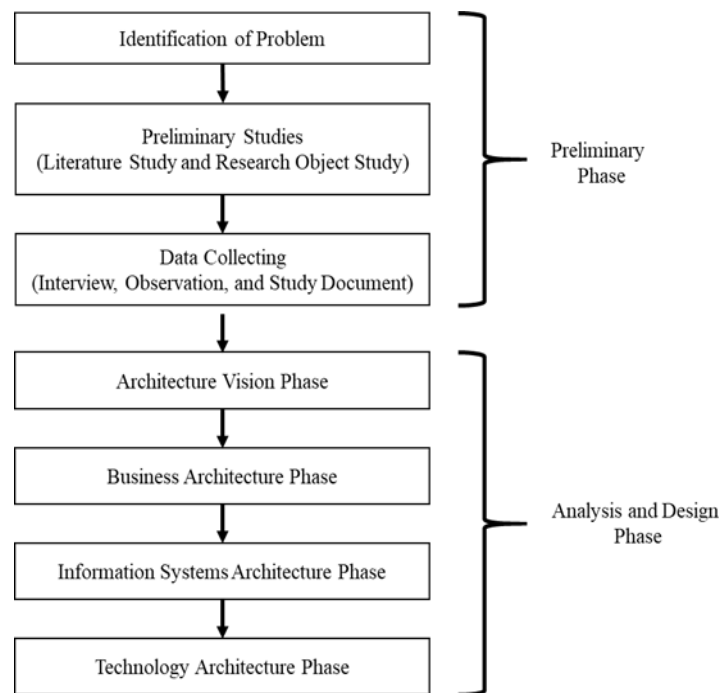 Identification of Problem
Preliminary Studies
(Literature Study and Research Object Study)
Data Collecting
(Interview, Observation, and Study Document)
Preliminary
Phase
Architecture Vision Phase
Business Architecture Phase
Information Systems Architecture Phase
Technology Architecture Phase
Analysis and Design
Phase